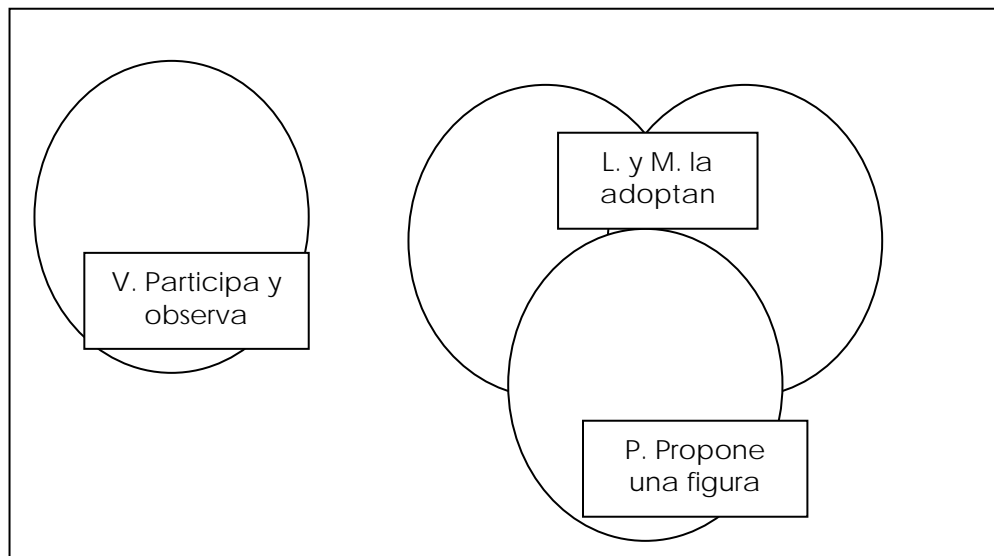 L. y M. la
adoptan
V. Participa y
observa
P. Propone
una figura